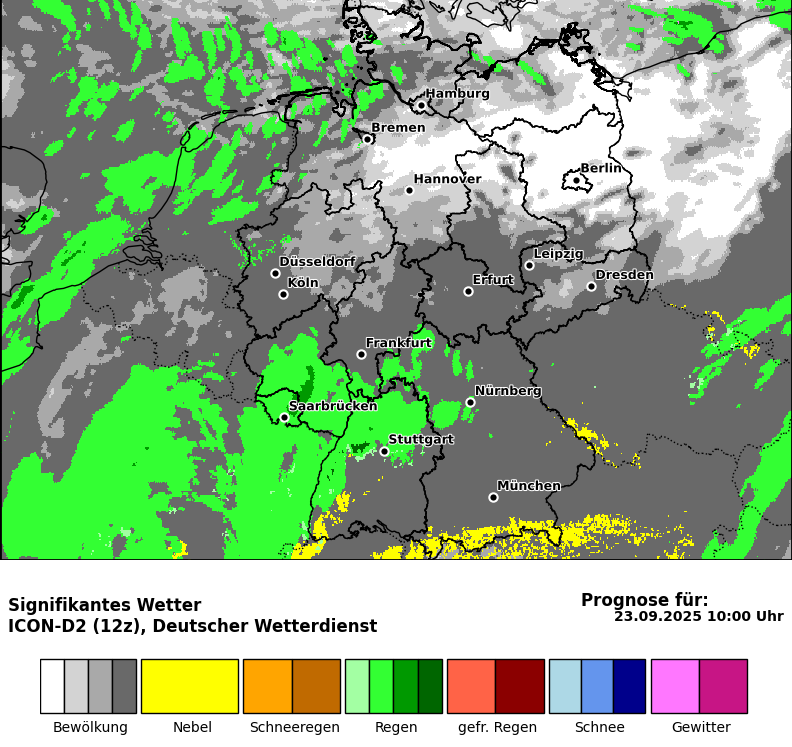 Hamburg
Bremen
Berlin
Hannover
Leipzig
Düsseldorf
Dresden
Köln
Erfurt
Frankfurt
Nürnberg
Saarbrücken
Stuttgart
München
Signifikantes Wetter
ICON-D2 (12z), Deutscher Wetterdienst
Prognose für:
23.09.2025 10:00 Uhr
Bewölkung Nebel Schneeregen Regen gefr. Regen Schnee Gewitter